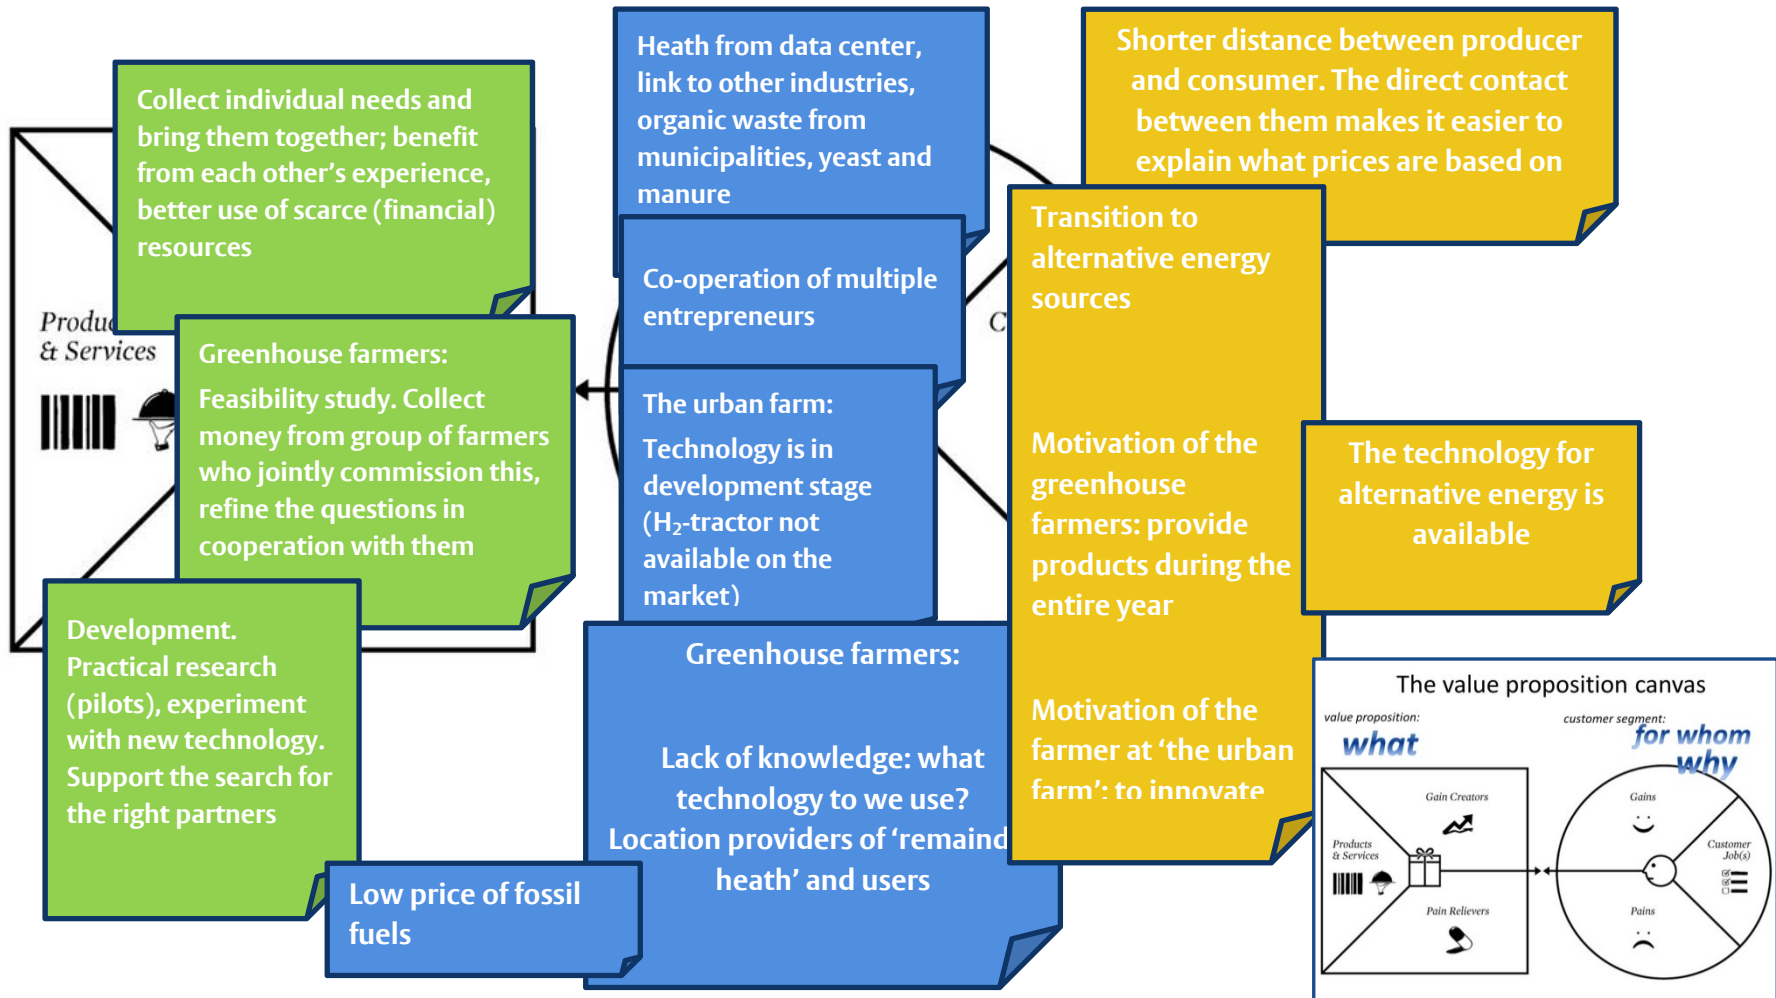 Collect individual needs and
bring them together; benefit
from each other's experience,
better use of scarce (financial)
resources
Produ
& Services
Greenhouse farmers:
Feasibility study. Collect
money from group of farmers
who jointly commission this,
refine the questions in
cooperation with them
Development.
Practical research
(pilots), experiment
with new technology.
Support the search for
the right partners
Heath from data center,
link to other industries,
organic waste from
municipalities, yeast and
manure
Co-operation of multiple
entrepreneurs
The urban farm:
Technology is in
development stage
(H₂-tractor not
available on the
market)
Greenhouse farmers:
Lack of knowledge: what
technology to we use?
Location providers of ‘remaind
heath’ and users
Low price of fossil
fuels
Shorter distance between producer
and consumer. The direct contact
between them makes it easier to
explain what prices are based on
C
Transition to
alternative energy
sources
Motivation of the
greenhouse
farmers: provide
products during the
entire year
Motivation of the
farmer at ‘the urban
farm’: to innovate
The technology for
alternative energy is
available
The value proposition canvas
value proposition:
what
customer segment:
for whom
why
Gain Creators
Products
& Services
Pain Relievers
Gains
Customer
Job(s)
Pains